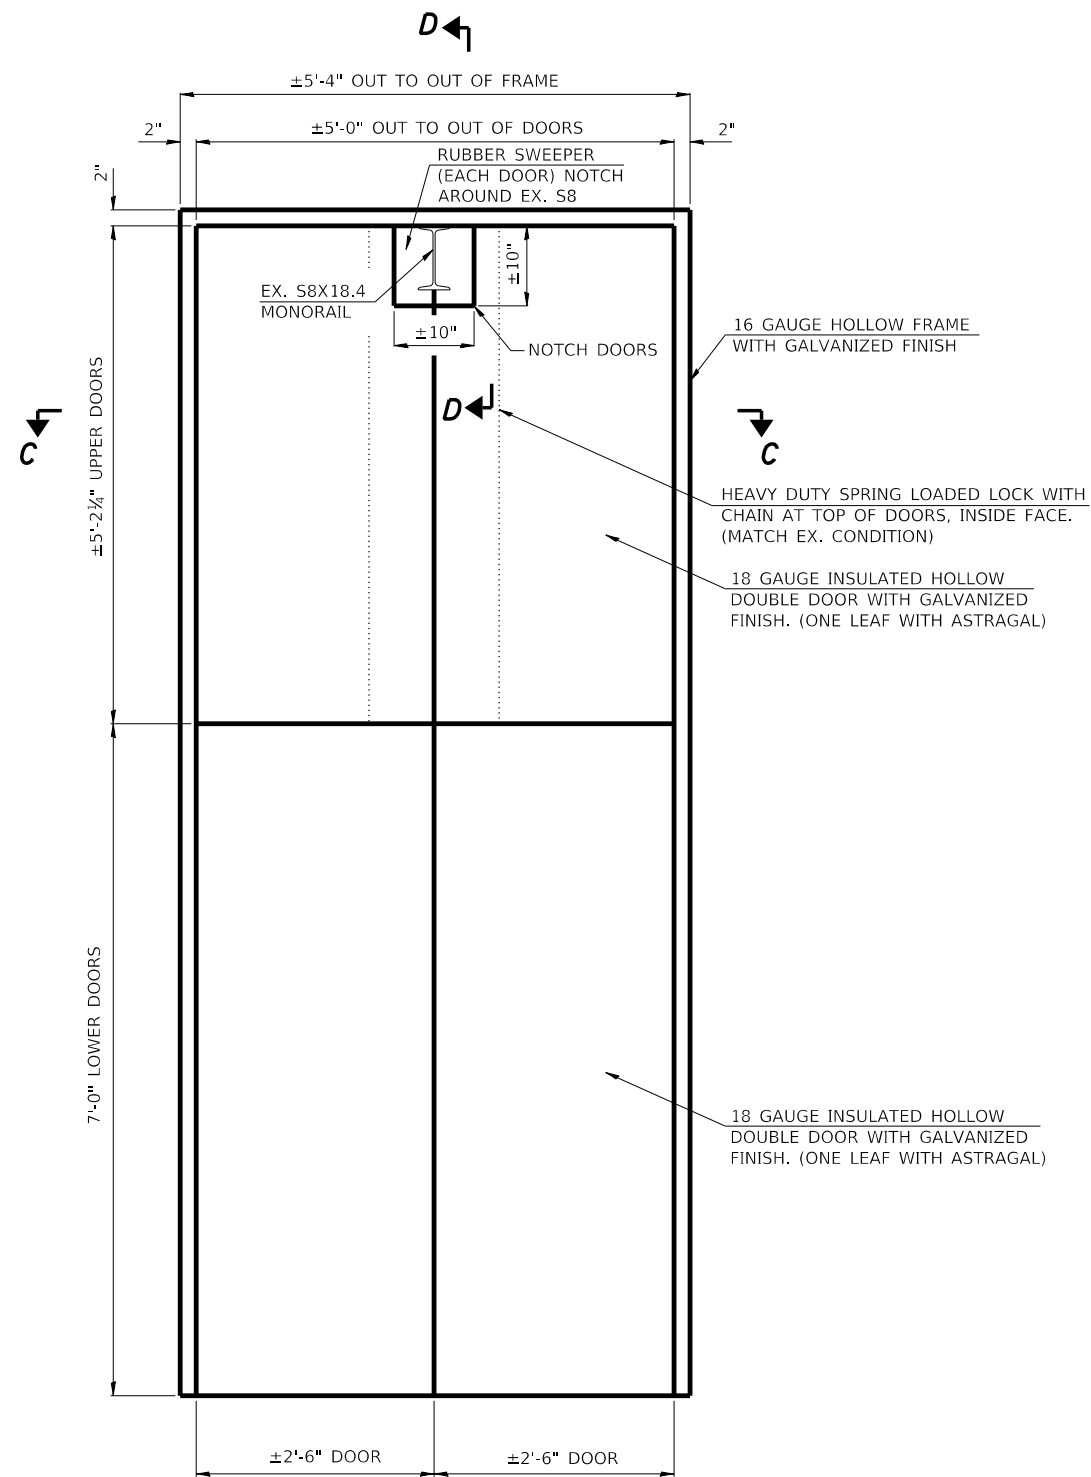 D
±5'-4" OUT TO OUT OF FRAME
2"
±5'-0" OUT TO OUT OF DOORS
2"
2"
RUBBER SWEEPER
(EACH DOOR) NOTCH
AROUND EX. S8
±10"
EX. S8X18.4
MONORAIL
±10"
NOTCH DOORS
16 GAUGE HOLLOW FRAME
WITH GALVANIZED FINISH
±5'-2¼" UPPER DOORS
D
C
C
HEAVY DUTY SPRING LOADED LOCK WITH
CHAIN AT TOP OF DOORS, INSIDE FACE.
(MATCH EX. CONDITION)
18 GAUGE INSULATED HOLLOW
DOUBLE DOOR WITH GALVANIZED
FINISH. (ONE LEAF WITH ASTRAGAL)
7'-0" LOWER DOORS
18 GAUGE INSULATED HOLLOW
DOUBLE DOOR WITH GALVANIZED
FINISH. (ONE LEAF WITH ASTRAGAL)
±2'-6" DOOR
±2'-6" DOOR